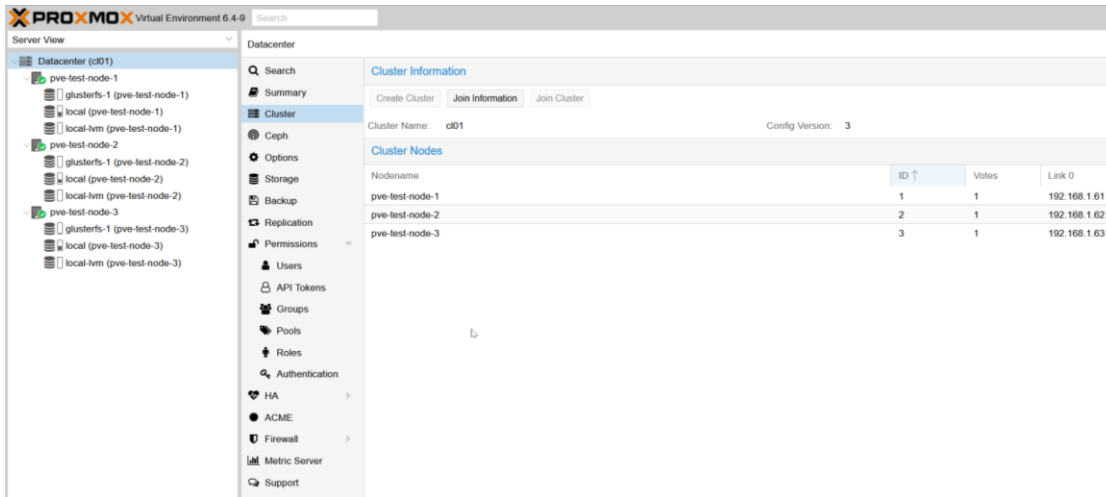 PROXMOX Virtual Environment 6.4-9 Search
Server View
Datacenter (cl01)
pve-test-node-1
glusterfs-1 (pve-test-node-1)
local (pve-test-node-1)
local-lvm (pve-test-node-1)
pve-test-node-2
glusterfs-1 (pve-test-node-2)
local (pve-test-node-2)
local-lvm (pve-test-node-2)
pve-test-node-3
glusterfs-1 (pve-test-node-3)
local (pve-test-node-3)
local-lvm (pve-test-node-3)
Datacenter
Search
Summary
Cluster
Ceph
Options
Storage
Backup
Replication
Permissions
Users
API Tokens
Groups
Pools
Roles
Authentication
HA
ACME
Firewall
Metric Server
Support
Cluster Information
Create Cluster Join Information Join Cluster
Cluster Name: cl01 Config Version: 3
Cluster Nodes
Nodename ID ↑ Votes Link 0
pve-test-node-1 1 1 192.168.1.61
pve-test-node-2 2 1 192.168.1.62
pve-test-node-3 3 1 192.168.1.63